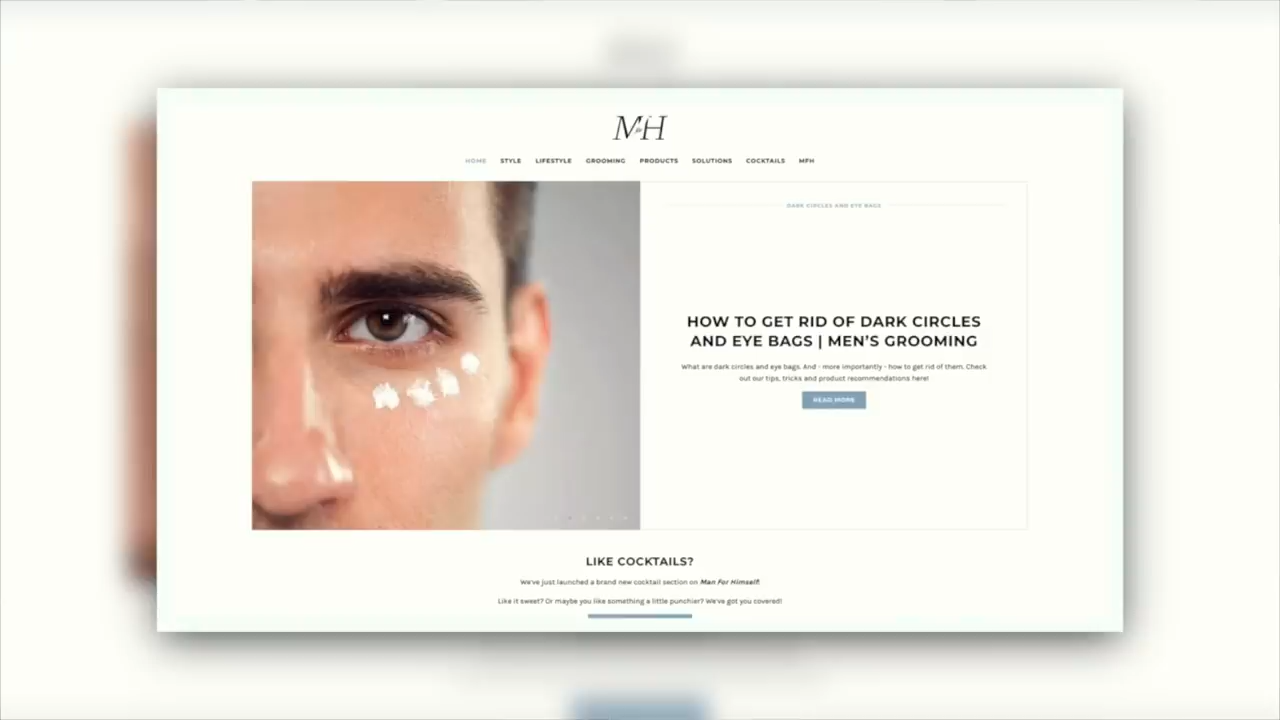 MfH
HOME STYLE LIFESTYLE GROOMING PRODUCTS SOLUTIONS COCKTAILS MFH
DARK CIRCLES AND EYE BAGS
HOW TO GET RID OF DARK CIRCLES
AND EYE BAGS | MEN'S GROOMING
What are dark circles and eye bags. And - more importantly - how to get rid of them. Check
out our tips, tricks and product recommendations here!
READ MORE
LIKE COCKTAILS?
We've just launched a brand new cocktail section on Man For Himself!
Like it sweet? Or maybe you like something a little punchier? We've got you covered!